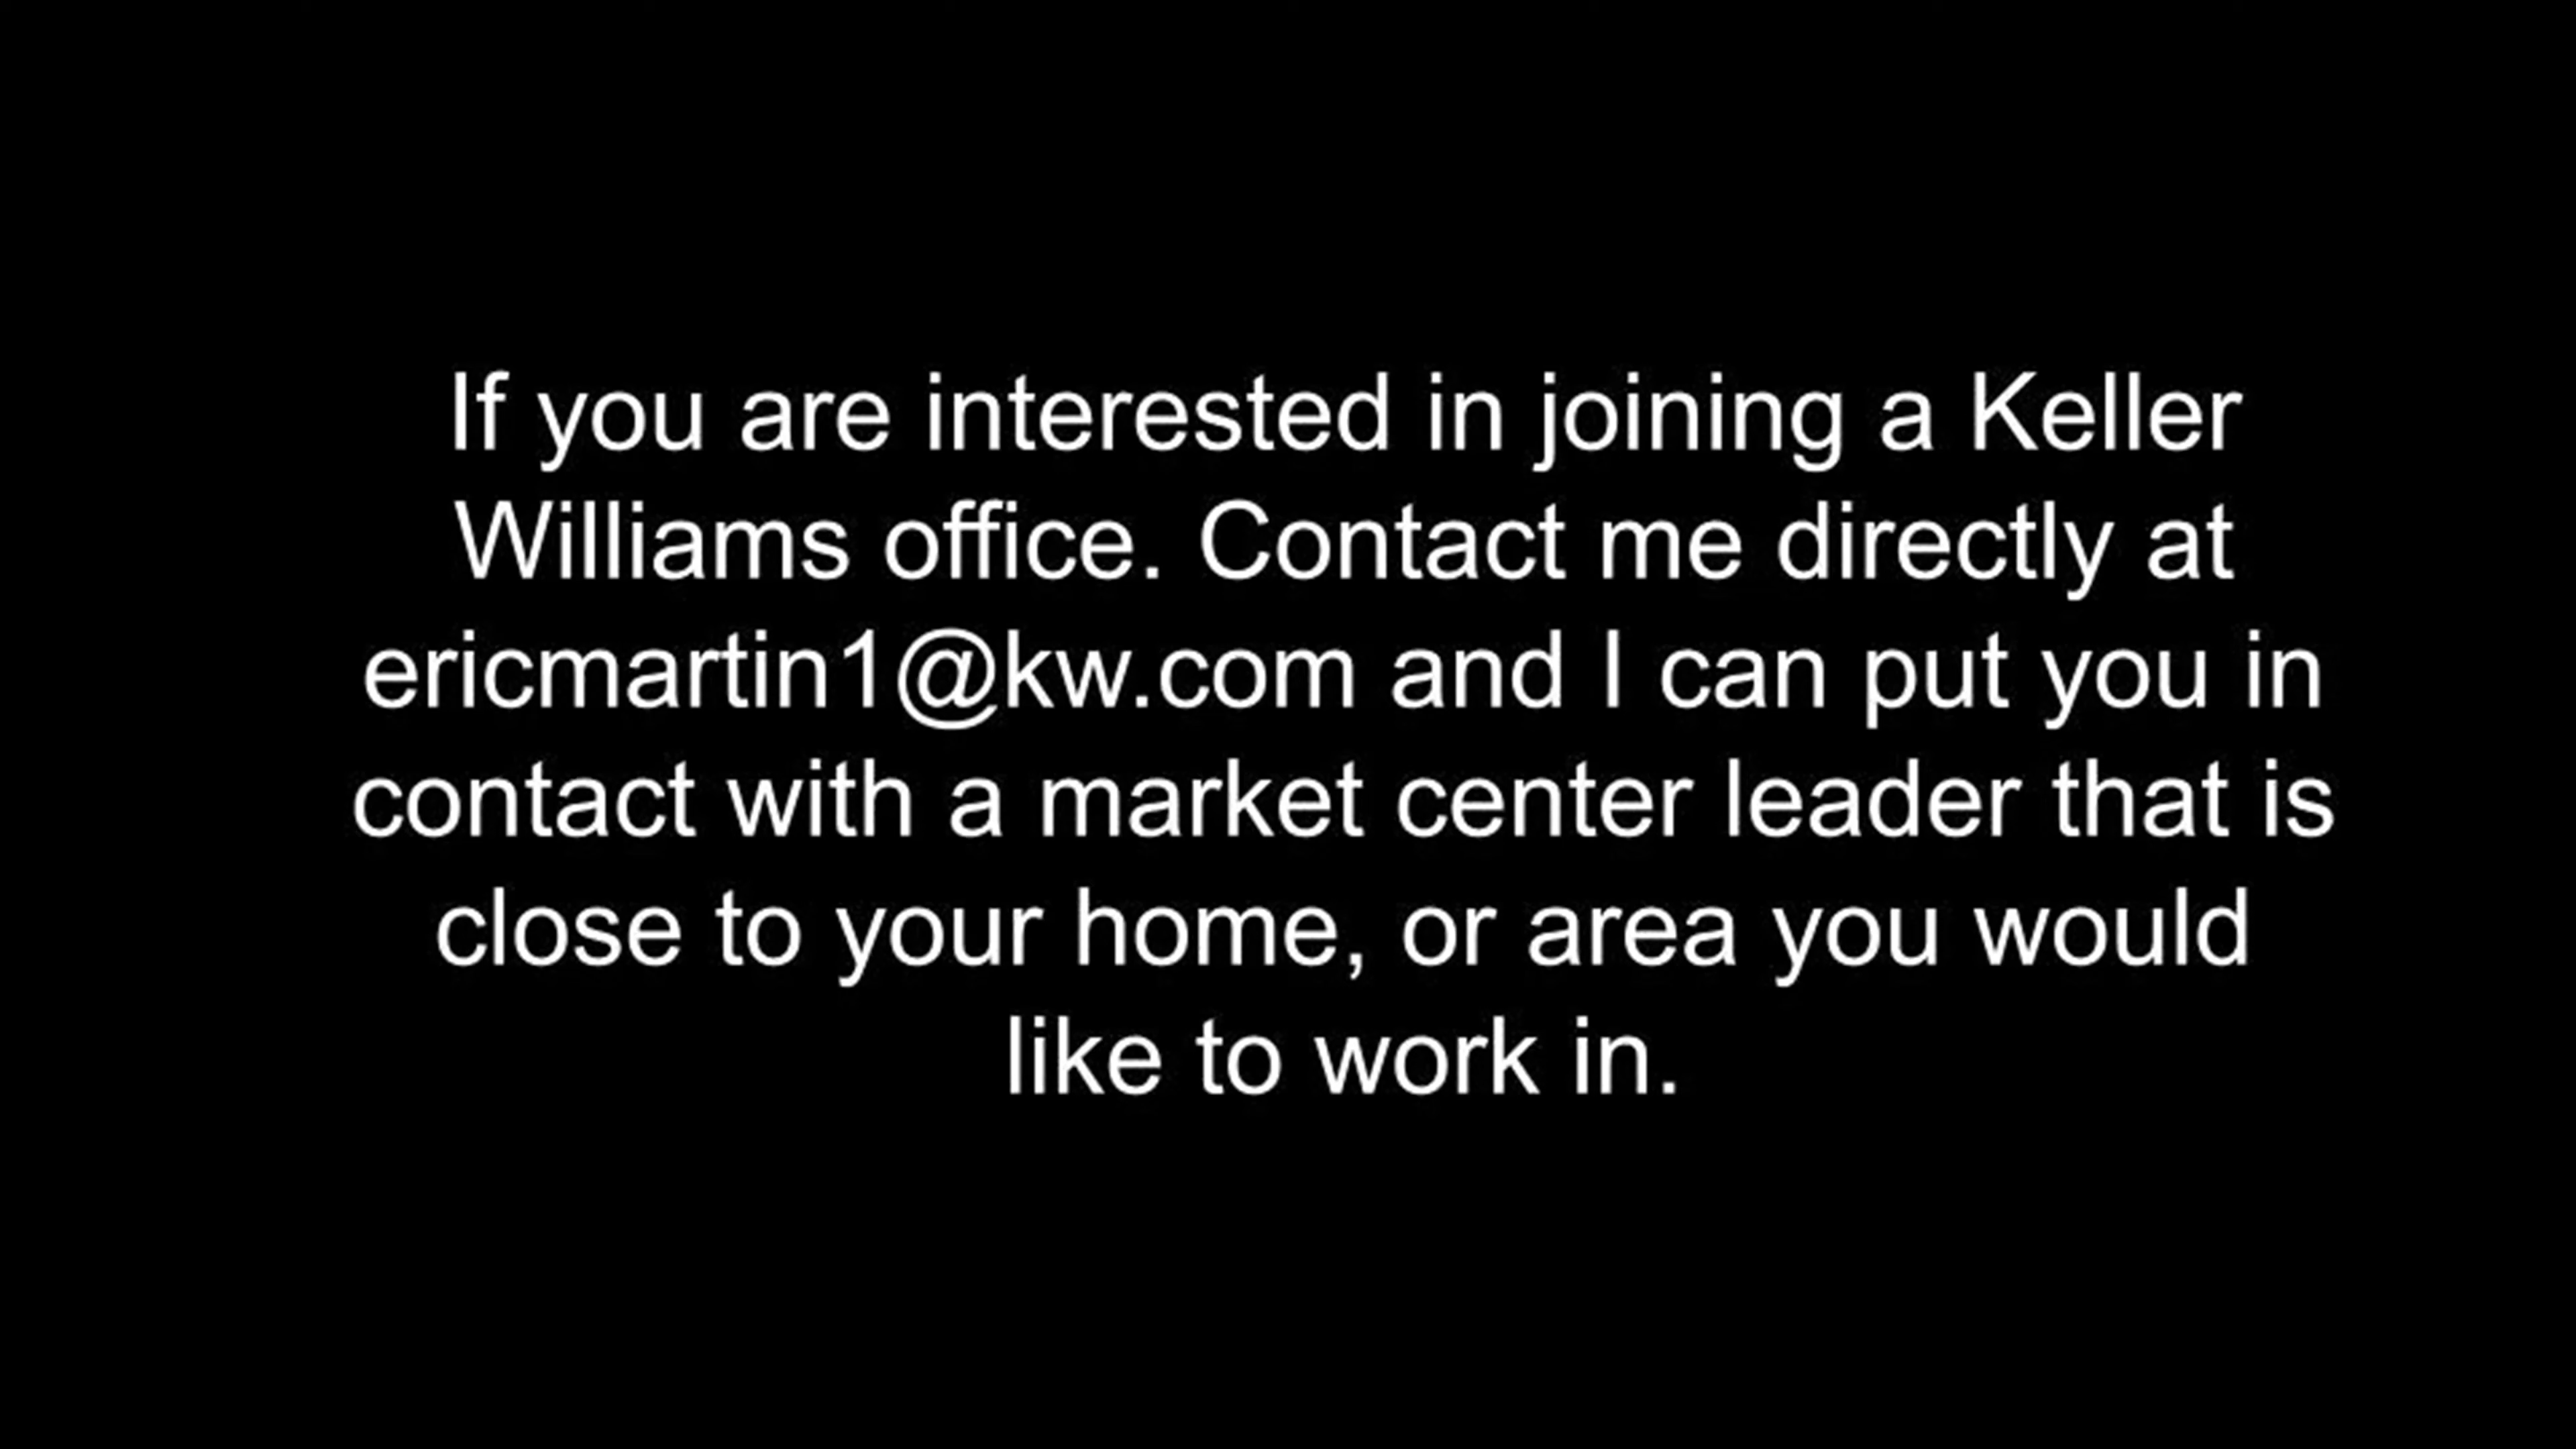 If you are interested in joining a Keller
Williams office. Contact me directly at
ericmartin1@kw.com and I can put you in
contact with a market center leader that is
close to your home, or area you would
like to work in.